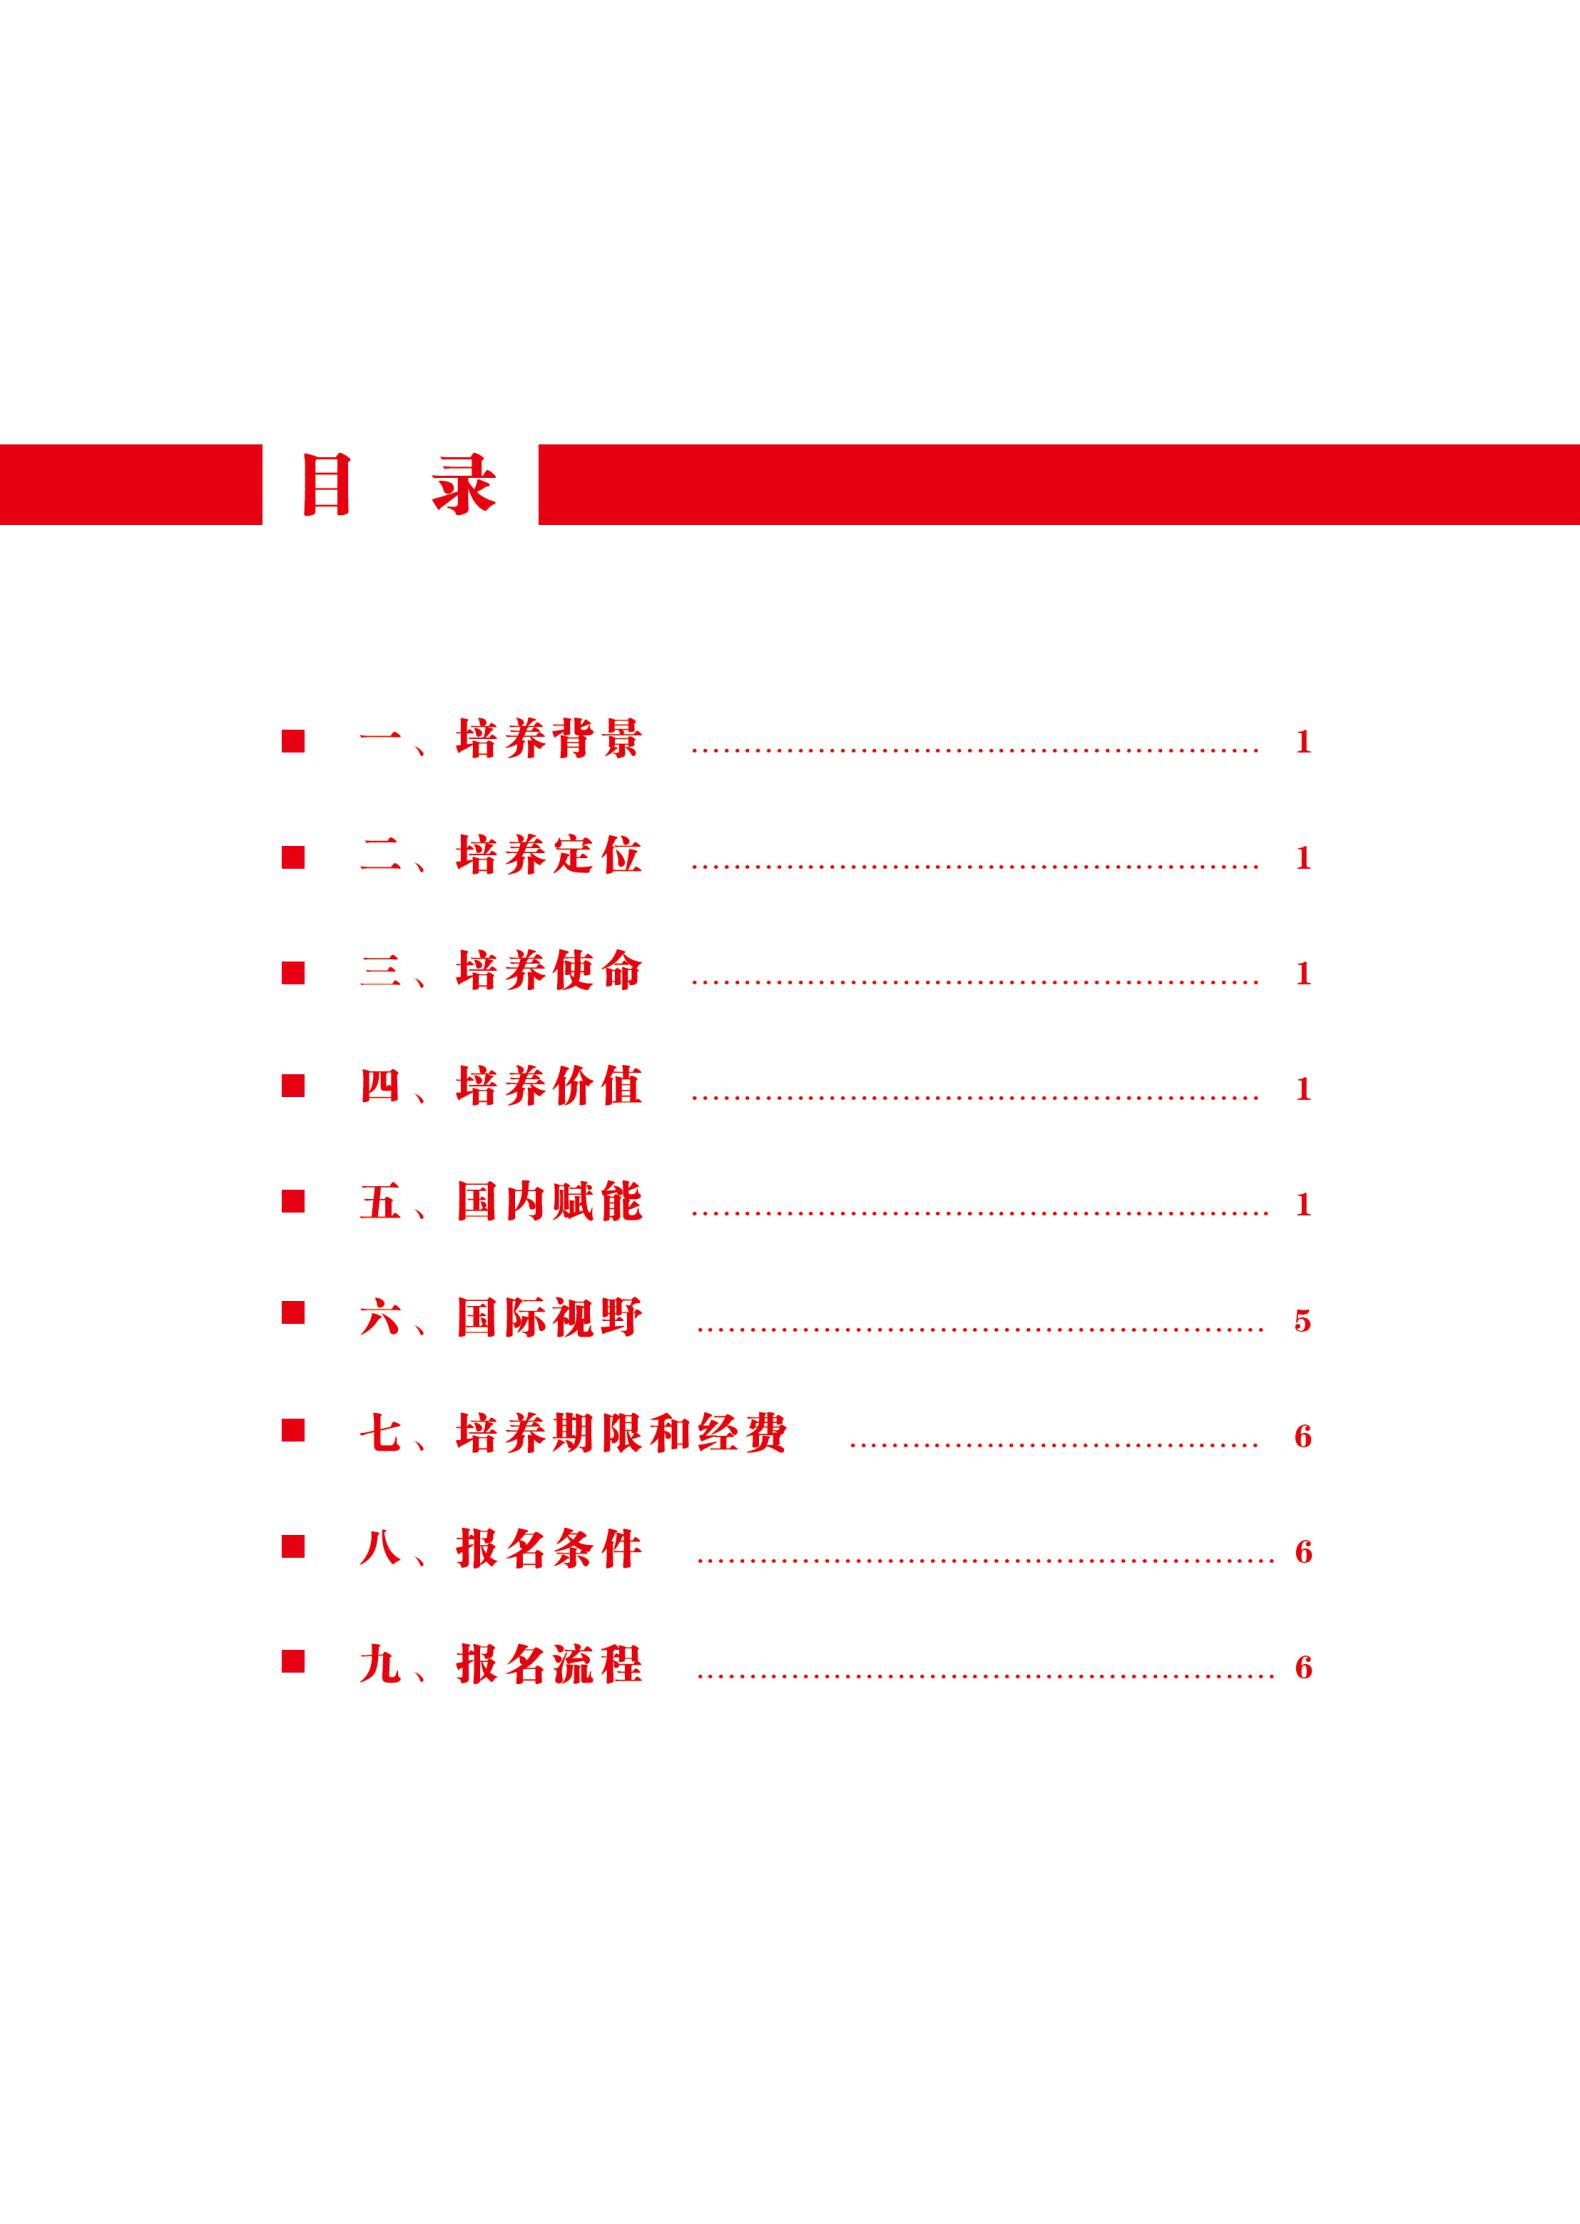 目 录
■ 一、培养背景 ...................................................... 1
■ 二、培养定位 ...................................................... 1
■ 三、培养使命 ...................................................... 1
■ 四、培养价值 ...................................................... 1
■ 五、国内赋能 ....................................................... 1
■ 六、国际视野 ...................................................... 5
■ 七、培养期限和经费 ....................................... 6
■ 八、报名条件 ....................................................... 6
■ 九、报名流程 ....................................................... 6